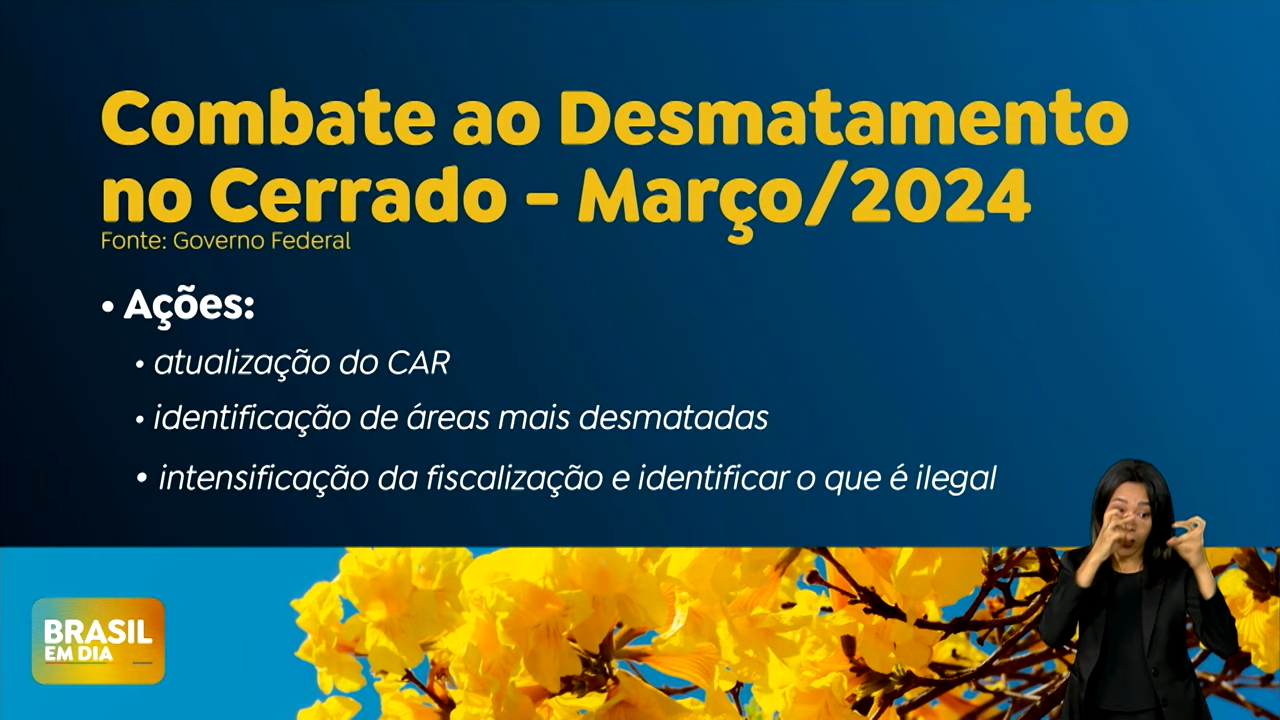 Combate ao Desmatamento
no Cerrado - Março/2024
Fonte: Governo Federal
• Ações:
• atualização do CAR
• identificação de áreas mais desmatadas
• intensificação da fiscalização e identificar o que é ilegal
BRASIL
EM DIA